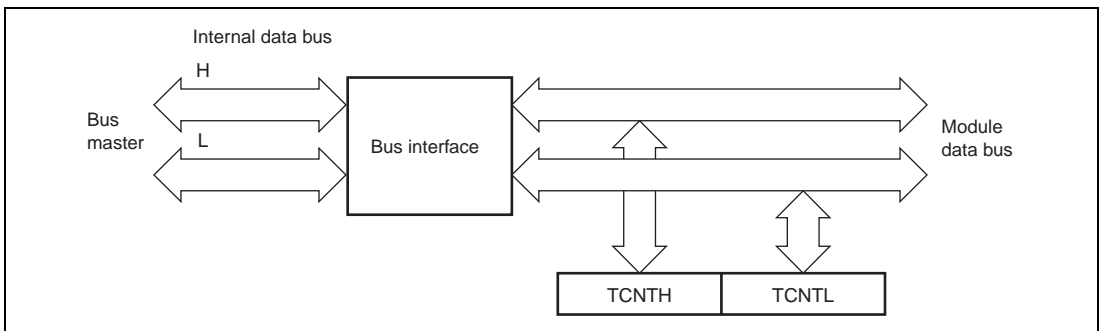 Internal data bus
H
Bus
master
L
Bus interface
Module
data bus
TCNTH
TCNTL